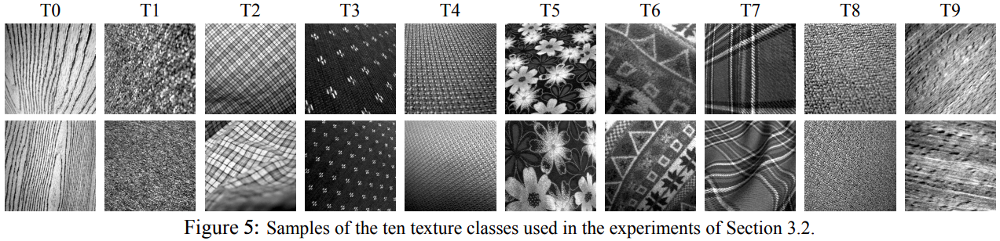 T0 T1 T2 T3 T4 T5 T6 T7 T8 T9
Figure 5: Samples of the ten texture classes used in the experiments of Section 3.2.